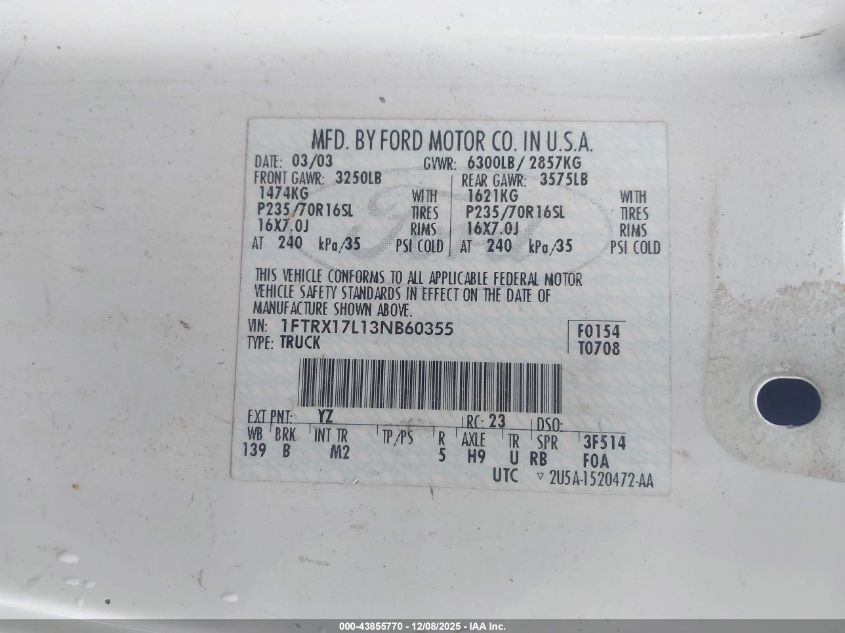 MFD. BY FORD MOTOR CO. IN U.S.A.
DATE: 03/03 GVWR: 6300LB/ 2857KG
FRONT GAWR: 3250LB REAR GAWR: 3575LB
1474KG WITH 1621KG WITH
P235/70R16SL TIRES P235/70R16SL TIRES
16X7.0J RIMS 16X7.0J RIMS
AT 240 kPa/35 PSI COLD AT 240 kPa/35 PSI COLD
THIS VEHICLE CONFORMS TO ALL APPLICABLE FEDERAL MOTOR
VEHICLE SAFETY STANDARDS IN EFFECT ON THE DATE OF
MANUFACTURE SHOWN ABOVE.
VIN: 1FTRX17L13NB60355 F0154
TYPE: TRUCK T0708
EXT PNT: YZ RC: 23 DSO:
WB BRK INT TR TP/PS R AXLE TR SPR 3F514
139 B M2 5 H9 U RB F0A
UTC ▽ 2U5A-1520472-AA
000-43855770 - 12/08/2025 - IAA Inc.